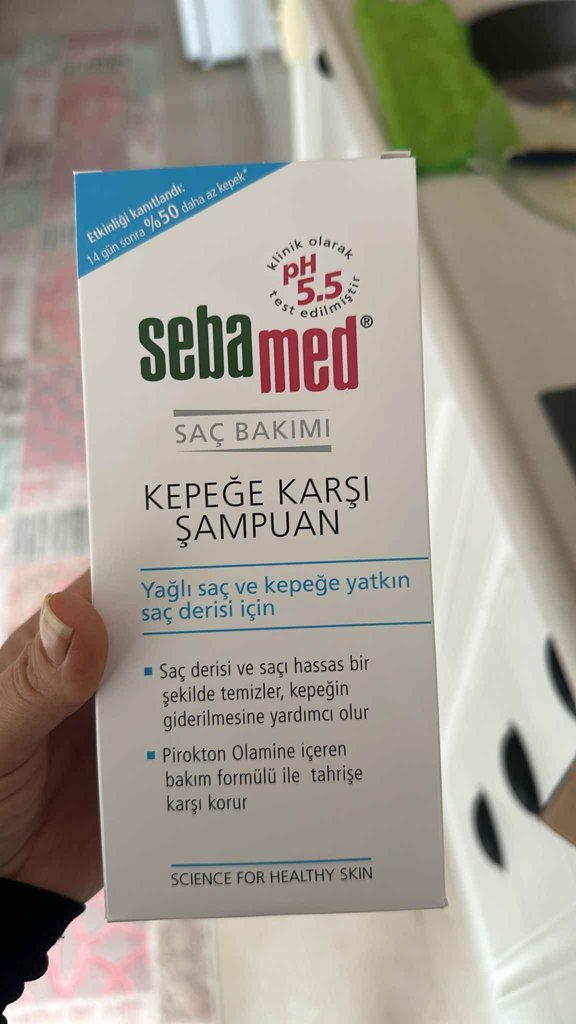 Etkinliği kanıtlandı:
14 gün sonra %50 daha az kepek*
klinik olarak
pH
5.5
test edilmiştir
sebamed®
SAÇ BAKIMI
KEPEĞE KARŞI
ŞAMPUAN
Yağlı saç ve kepeğe yatkın
saç derisi için
Saç derisi ve saçı hassas bir
şekilde temizler, kepeğin
giderilmesine yardımcı olur
Pirokton Olamine içeren
bakım formülü ile tahrişe
karşı korur
SCIENCE FOR HEALTHY SKIN